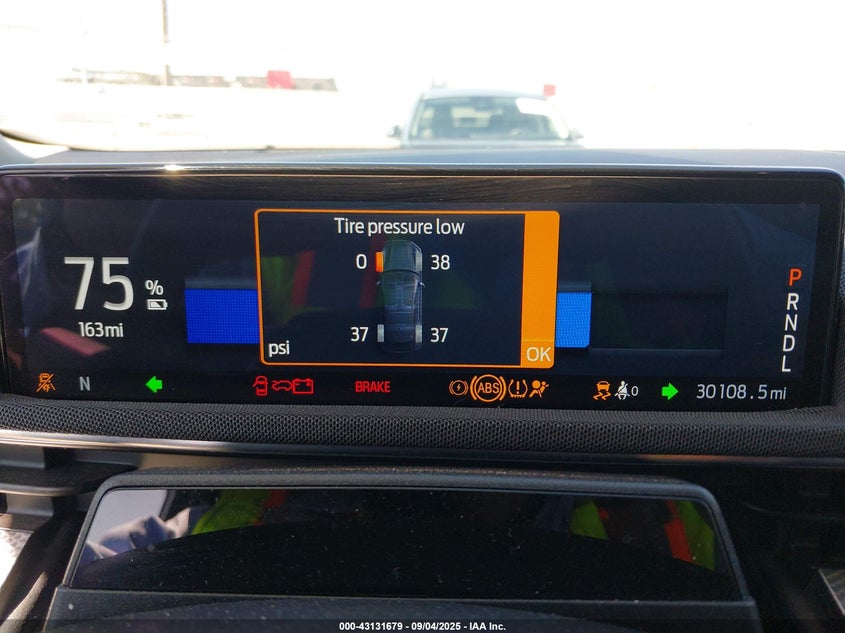 Tire pressure low
0 38
75 %
163mi
37 37
psi
OK
P
R
N
D
L
N
BRAKE
ABS
0
30108.5mi
000-43131679 - 09/04/2025 - IAA Inc.